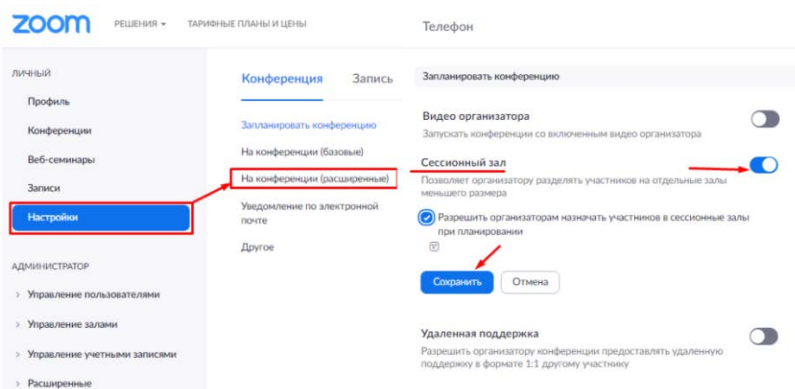 zoom
РЕШЕНИЯ
ТАРИФНЫЕ ПЛАНЫ И ЦЕНЫ
ЛИЧНЫЙ
Профиль
Конференции
Веб-семинары
Записи
Настройки
АДМИНИСТРАТОР
Управление пользователями
Управление залами
Управление учетными записями
Расширенные
Конференция
Запись
Телефон
Запланировать конференцию
На конференции (базовые)
На конференции (расширенные)
Уведомление по электронной
почте
Другое
Запланировать конференцию
Видео организатора
Запускать конференции со включенным видео организатора
Сессионный зал
Позволяет организатору разделять участников на отдельные залы
меньшего размера
Разрешить организаторам назначать участников в сессионные залы
при планировании
Сохранить
Отмена
Удаленная поддержка
Разрешить организатору конференции предоставлять удаленную
поддержку в формате 1:1 другому участнику